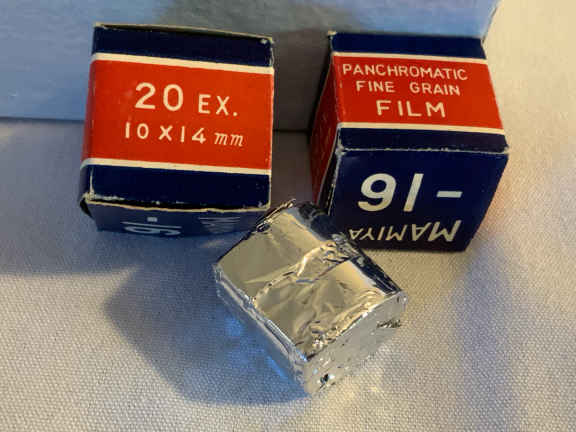 20 EX.
10 X 14 mm
PANCHROMATIC
FINE GRAIN
FILM
MAMIYA
-16